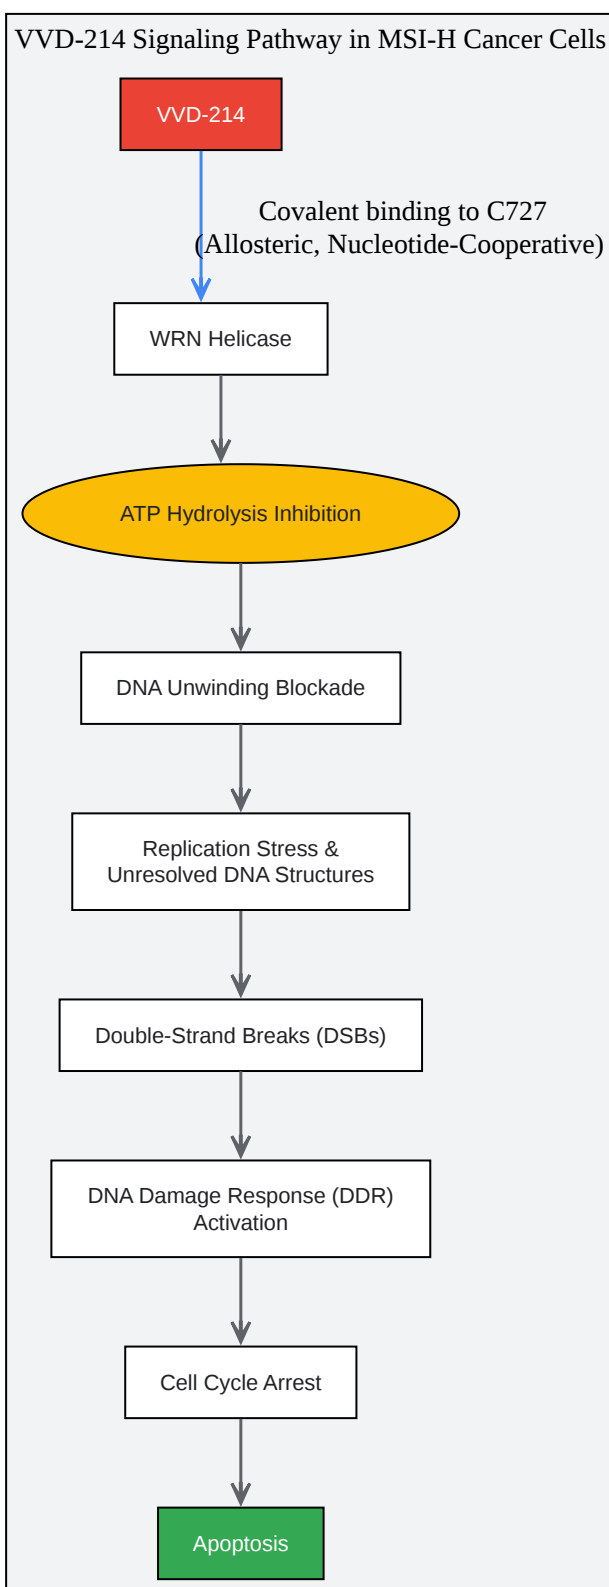 VVD-214 Signaling Pathway in MSI-H Cancer Cells
VVD-214
Covalent binding to C727
(Allosteric, Nucleotide-Cooperative)
WRN Helicase
ATP Hydrolysis Inhibition
DNA Unwinding Blockade
Replication Stress &
Unresolved DNA Structures
Double-Strand Breaks (DSBs)
DNA Damage Response (DDR)
Activation
Cell Cycle Arrest
Apoptosis